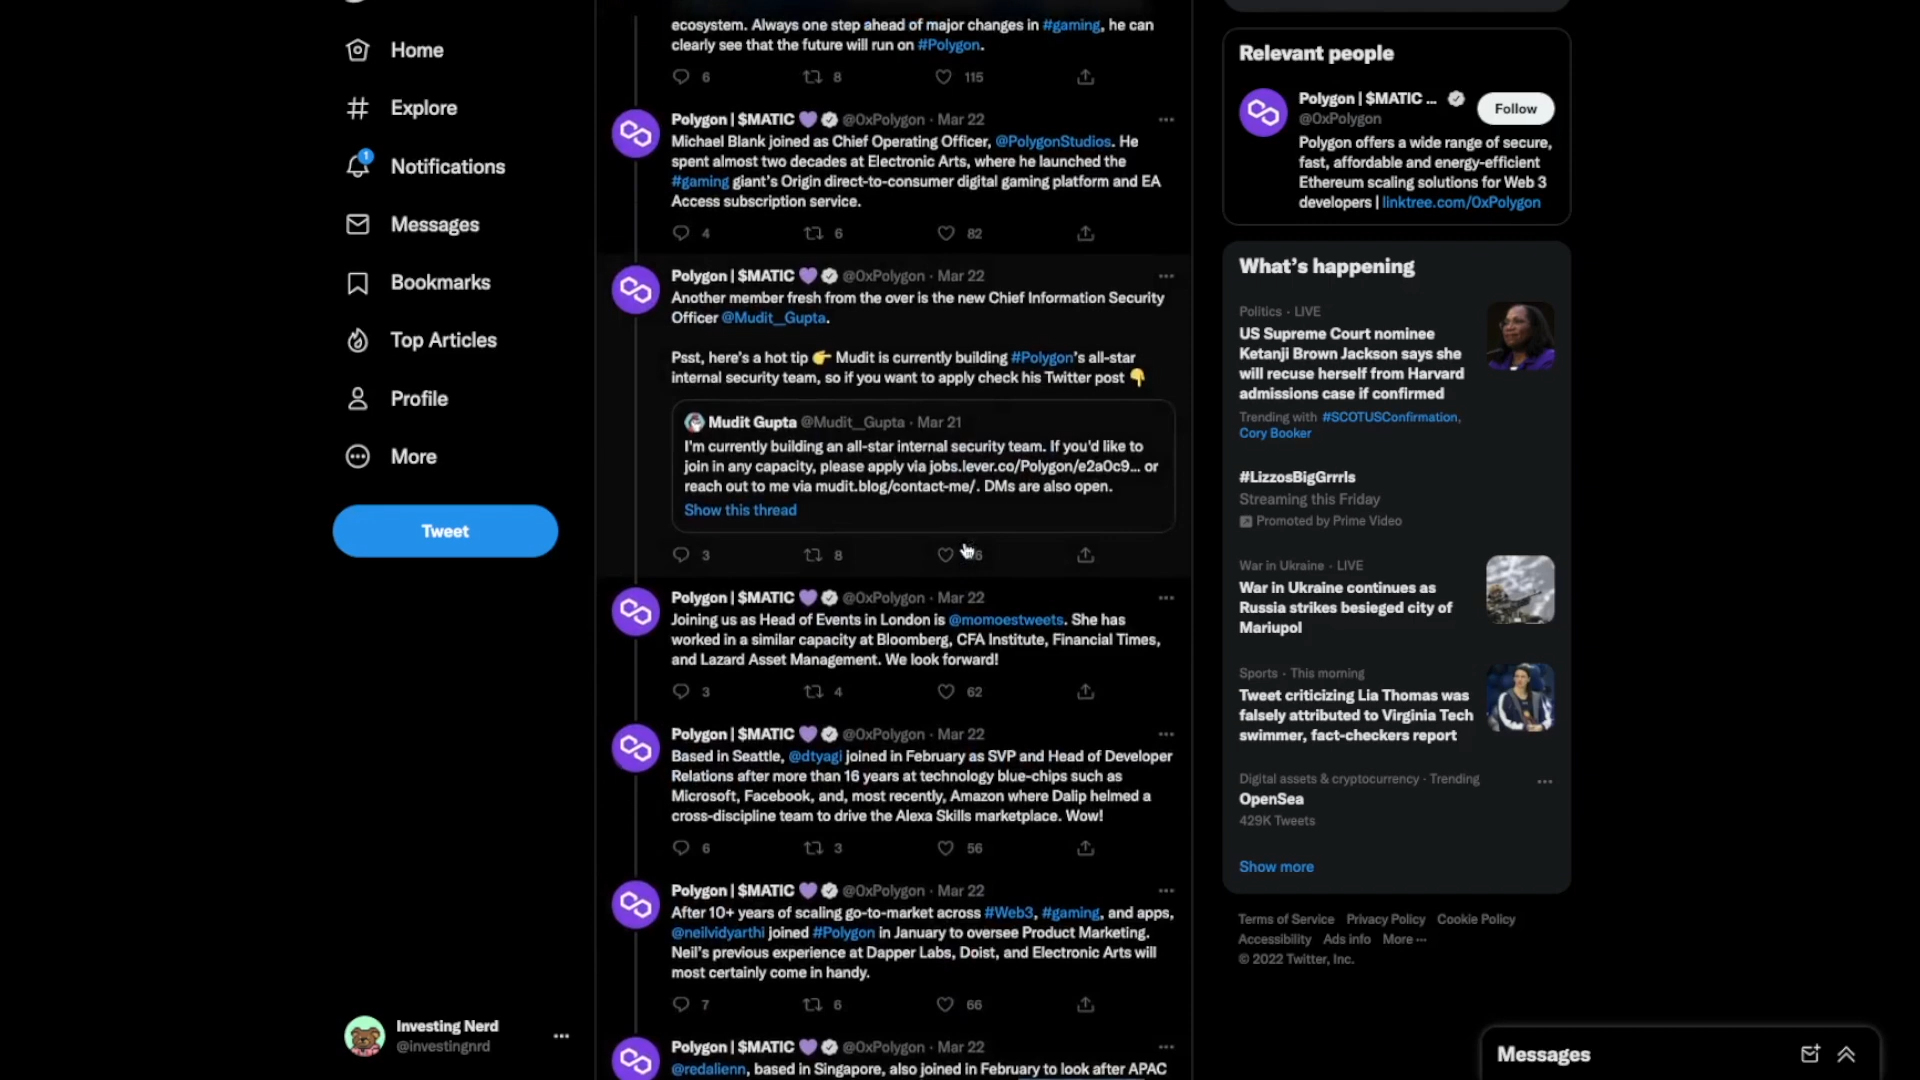 Home
Explore
1
Notifications
Messages
Bookmarks
Top Articles
Profile
More
Tweet
Investing Nerd
@investingnrd
ecosystem. Always one step ahead of major changes in #gaming, he can
clearly see that the future will run on #Polygon.
6 8 115
Polygon | $MATIC 💜 @0xPolygon · Mar 22
Michael Blank joined as Chief Operating Officer, @PolygonStudios. He
spent almost two decades at Electronic Arts, where he launched the
#gaming giant's Origin direct-to-consumer digital gaming platform and EA
Access subscription service.
4 6 82
Polygon | $MATIC 💜 @0xPolygon · Mar 22
Another member fresh from the over is the new Chief Information Security
Officer @Mudit__Gupta.
Psst, here's a hot tip 👉 Mudit is currently building #Polygon's all-star
internal security team, so if you want to apply check his Twitter post 👇
Mudit Gupta @Mudit__Gupta · Mar 21
I'm currently building an all-star internal security team. If you'd like to
join in any capacity, please apply via jobs.lever.co/Polygon/e2a0c9... or
reach out to me via mudit.blog/contact-me/. DMs are also open.
Show this thread
3 8
Polygon | $MATIC 💜 @0xPolygon · Mar 22
Joining us as Head of Events in London is @momoestweets. She has
worked in a similar capacity at Bloomberg, CFA Institute, Financial Times,
and Lazard Asset Management. We look forward!
3 4 62
Polygon | $MATIC 💜 @0xPolygon · Mar 22
Based in Seattle, @dtyagi joined in February as SVP and Head of Developer
Relations after more than 16 years at technology blue-chips such as
Microsoft, Facebook, and, most recently, Amazon where Dalip helmed a
cross-discipline team to drive the Alexa Skills marketplace. Wow!
6 3 56
Polygon | $MATIC 💜 @0xPolygon · Mar 22
After 10+ years of scaling go-to-market across #Web3, #gaming, and apps,
@neilvidyarthi joined #Polygon in January to oversee Product Marketing.
Neil's previous experience at Dapper Labs, Doist, and Electronic Arts will
most certainly come in handy.
7 6 66
Polygon | $MATIC 💜 @0xPolygon · Mar 22
@redalienn, based in Singapore, also joined in February to look after APAC
Relevant people
Polygon | $MATIC ...
@0xPolygon
Follow
Polygon offers a wide range of secure,
fast, affordable and energy-efficient
Ethereum scaling solutions for Web 3
developers | linktree.com/0xPolygon
What's happening
Politics · LIVE
US Supreme Court nominee
Ketanji Brown Jackson says she
will recuse herself from Harvard
admissions case if confirmed
Trending with #SCOTUSConfirmation,
Cory Booker
#LizzosBigGrrrls
Streaming this Friday
Promoted by Prime Video
War in Ukraine · LIVE
War in Ukraine continues as
Russia strikes besieged city of
Mariupol
Sports · This morning
Tweet criticizing Lia Thomas was
falsely attributed to Virginia Tech
swimmer, fact-checkers report
Digital assets & cryptocurrency · Trending
OpenSea
429K Tweets
Show more
Terms of Service Privacy Policy Cookie Policy
Accessibility Ads info More ···
© 2022 Twitter, Inc.
Messages